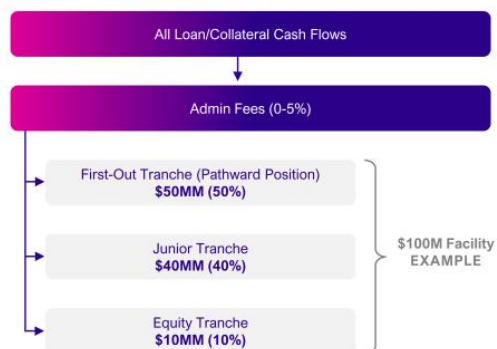 All Loan/Collateral Cash Flows
Admin Fees (0-5%)
First-Out Tranche (Pathward Position)
$50MM (50%)
Junior Tranche
$40MM (40%)
$100M Facility
EXAMPLE
Equity Tranche
$10MM (10%)